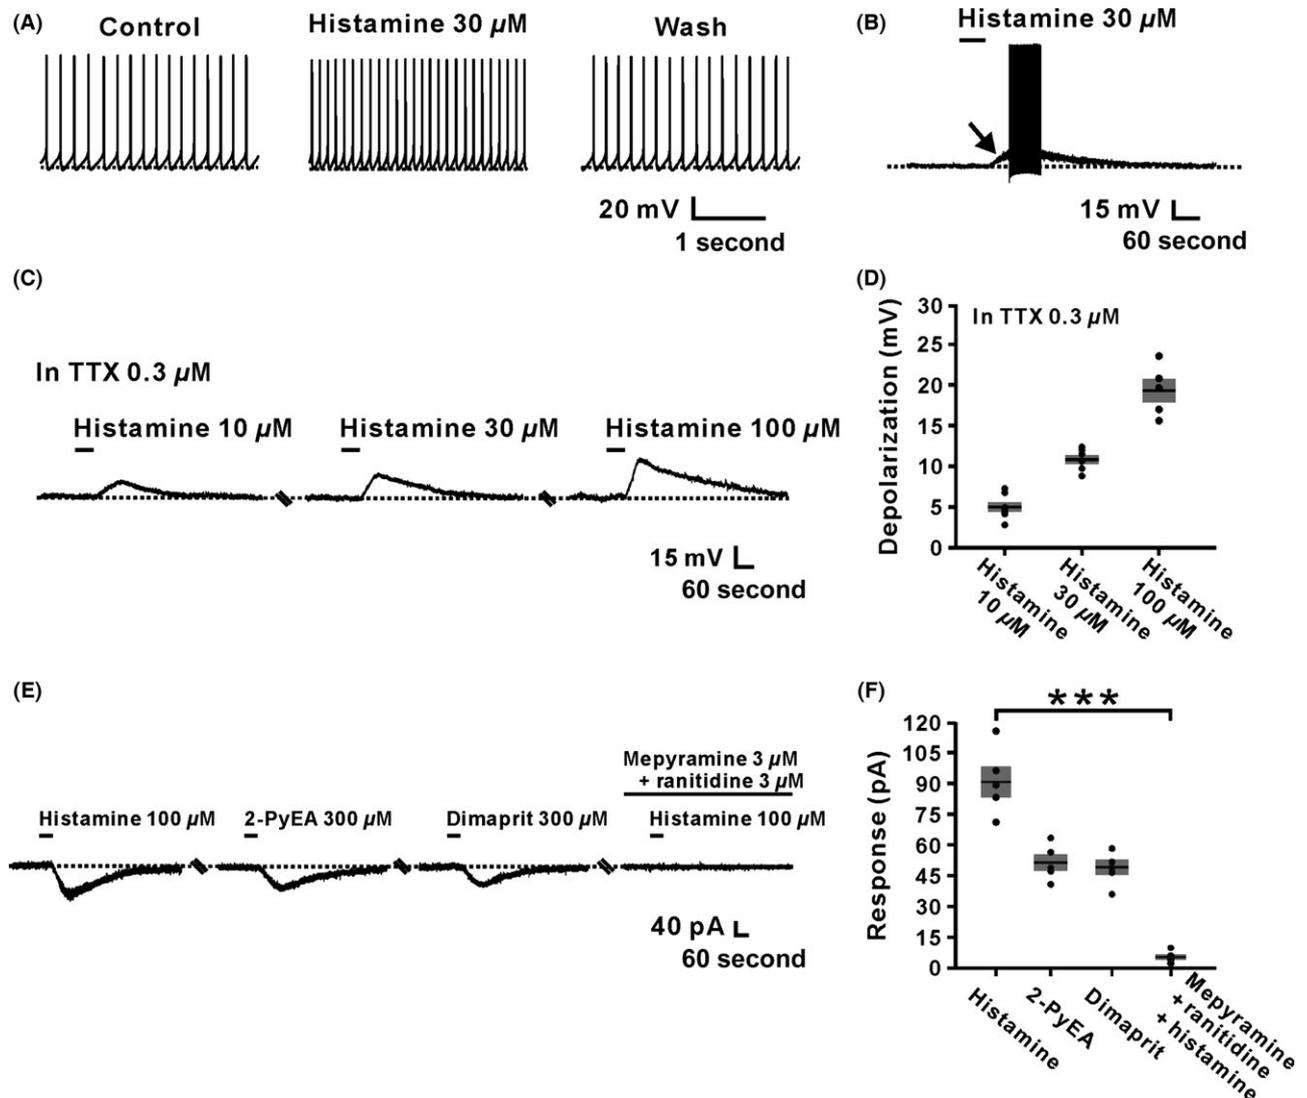 (A)
Control
Histamine 30 µM
Wash
20 mV
1 second
(B)
Histamine 30 µM
15 mV
60 second
(C)
In TTX 0.3 µM
Histamine 10 µM
Histamine 30 µM
Histamine 100 µM
15 mV
60 second
(D)
In TTX 0.3 µM
Depolarization (mV)
30
25
20
15
10
5
0
Histamine
10 µM
Histamine
30 µM
Histamine
100 µM
(E)
Mepyramine 3 µM
+ ranitidine 3 µM
Histamine 100 µM
2-PyEA 300 µM
Dimaprit 300 µM
Histamine 100 µM
40 pA
60 second
(F)
***
Response (pA)
120
105
90
75
60
45
30
15
0
Histamine
2-PyEA
Dimaprit
Mepyramine
+ ranitidine
+ histamine